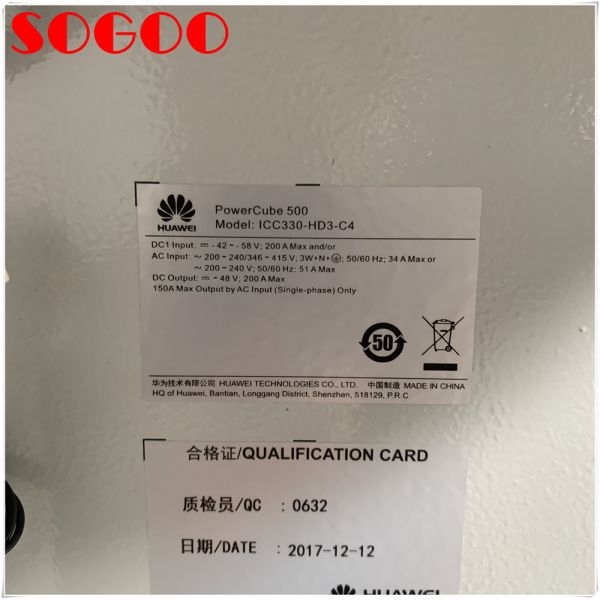 SOGOO
HUAWEI
PowerCube 500
Model: ICC330-HD3-C4
DC1 Input: ⎓ - 42 ~ - 58 V; 200 A Max and/or
AC Input: ~ 200 - 240/346 - 415 V; 3W+N+⏚; 50/60 Hz; 34 A Max or
~ 200 - 240 V; 50/60 Hz; 51 A Max
DC Output: ⎓ - 48 V; 200 A Max
150A Max Output by AC Input (Single-phase) Only
50
华为技术有限公司 HUAWEI TECHNOLOGIES CO., LTD. 中国制造 MADE IN CHINA
HQ of Huawei, Bantian, Longgang District, Shenzhen, 518129, P.R.C
合格证/QUALIFICATION CARD
质检员/QC : 0632
日期/DATE : 2017-12-12
HUAWEI